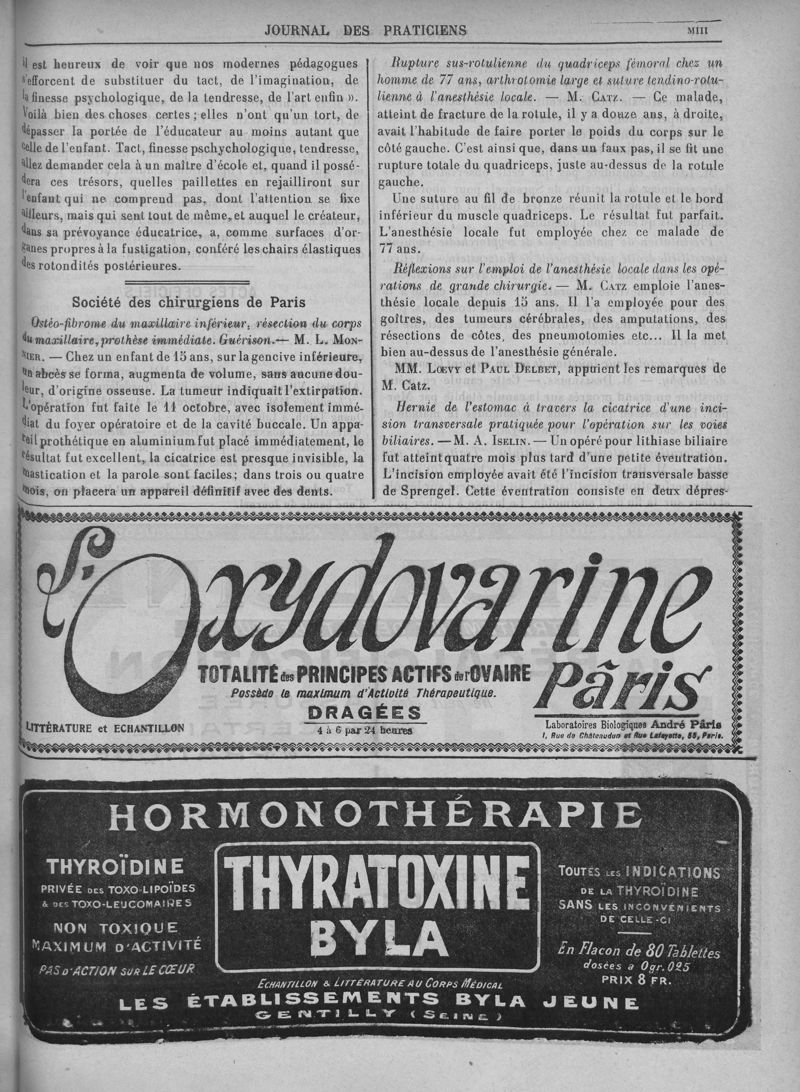 JOURNAL DES PRATICIENS
MIII
il est heureux de voir que nos modernes pédagogues
s'efforcent de substituer du tact, de l'imagination, de
la finesse psychologique, de la tendresse, de l'art enfin ».
Voilà bien des choses certes ; elles n'ont qu'un tort, de
dépasser la portée de l'éducateur au moins autant que
celle de l'enfant. Tact, finesse pschychologique, tendresse,
allez demander cela à un maître d'école et, quand il possé-
dera ces trésors, quelles paillettes en rejailliront sur
l'enfant qui ne comprend pas, dont l'attention se fixe
ailleurs, mais qui sent tout de même, et auquel le créateur,
dans sa prévoyance éducatrice, a, comme surfaces d'or-
ganes propres à la fustigation, conféré les chairs élastiques
des rotondités postérieures.
Société des chirurgiens de Paris
Ostéo-fibrome du maxillaire inférieur, résection du corps
du maxillaire, prothèse immédiate. Guérison. — M. L. MON-
NIER. — Chez un enfant de 15 ans, sur la gencive inférieure,
un abcès se forma, augmenta de volume, sans aucune dou-
leur, d'origine osseuse. La tumeur indiquait l'extirpation.
L'opération fut faite le 11 octobre, avec isolement immé-
diat du foyer opératoire et de la cavité buccale. Un appa-
reil prothétique en aluminium fut placé immédiatement, le
résultat fut excellent, la cicatrice est presque invisible, la
mastication et la parole sont faciles ; dans trois ou quatre
mois, on placera un appareil définitif avec des dents.
Rupture sus-rotulienne du quadriceps fémoral chez un
homme de 77 ans, arthrotomie large et suture tendino-rotu-
lienne à l'anesthésie locale. — M. CATZ. — Ce malade,
atteint de fracture de la rotule, il y a douze ans, à droite,
avait l'habitude de faire porter le poids du corps sur le
côté gauche. C'est ainsi que, dans un faux pas, il se fit une
rupture totale du quadriceps, juste au-dessus de la rotule
gauche.
Une suture au fil de bronze réunit la rotule et le bord
inférieur du muscle quadriceps. Le résultat fut parfait.
L'anesthésie locale fut employée chez ce malade de
77 ans.
Réflexions sur l'emploi de l'anesthésie locale dans les opé-
rations de grande chirurgie. — M. CATZ emploie l'anes-
thésie locale depuis 15 ans. Il l'a employée pour des
goîtres, des tumeurs cérébrales, des amputations, des
résections de côtes, des pneumotomies etc... Il la met
bien au-dessus de l'anesthésie générale.
MM. LŒVY et PAUL DELBET, appuient les remarques de
M. Catz.
Hernie de l'estomac à travers la cicatrice d'une inci-
sion transversale pratiquée pour l'opération sur les voies
biliaires. — M. A. ISELIN. — Un opéré pour lithiase biliaire
fut atteint quatre mois plus tard d'une petite éventration.
L'incision employée avait été l'incision transversale basse
de Sprengel. Cette éventration consiste en deux dépres-
L'Oxydovarine
TOTALITÉ des PRINCIPES ACTIFS de l'OVAIRE
Possède le maximum d'Activité Thérapeutique.
Pâris
DRAGÉES
4 à 6 par 24 heures
LITTÉRATURE et ECHANTILLON
Laboratoires Biologiques André Pâris
1, Rue de Châteaudun et Rue Lafayette, 55, Paris.
HORMONOTHÉRAPIE
THYROÏDINE
PRIVÉE DES TOXO-LIPOÏDES
& DES TOXO-LEUCOMAINES
NON TOXIQUE
MAXIMUM D'ACTIVITÉ
PAS D'ACTION SUR LE CŒUR
THYRATOXINE
BYLA
TOUTES LES INDICATIONS
DE LA THYROÏDINE
SANS LES INCONVÉNIENTS
DE CELLE-CI
En Flacon de 80 Tablettes
dosées a 0gr.025
PRIX 8 FR.
ECHANTILLON & LITTÉRATURE AU CORPS MÉDICAL
LES ÉTABLISSEMENTS BYLA JEUNE
GENTILLY (SEINE)